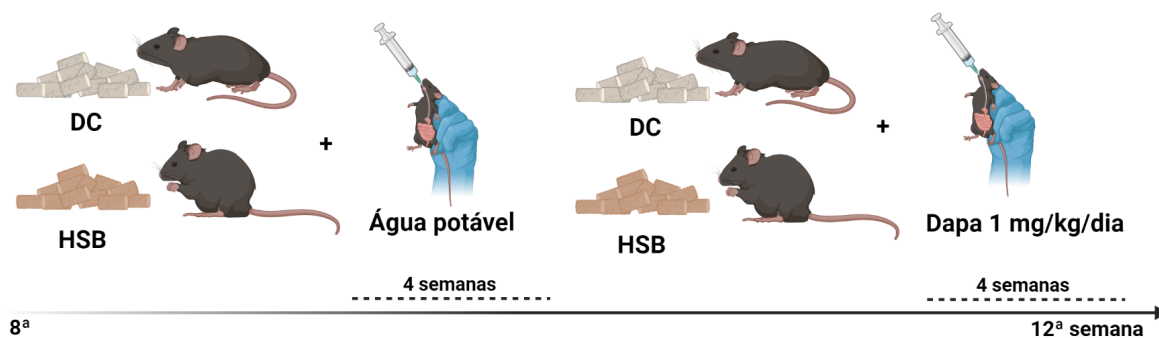 DC
HSB
+
Água potável
4 semanas
DC
HSB
+
Dapa 1 mg/kg/dia
4 semanas
8ª
12ª semana